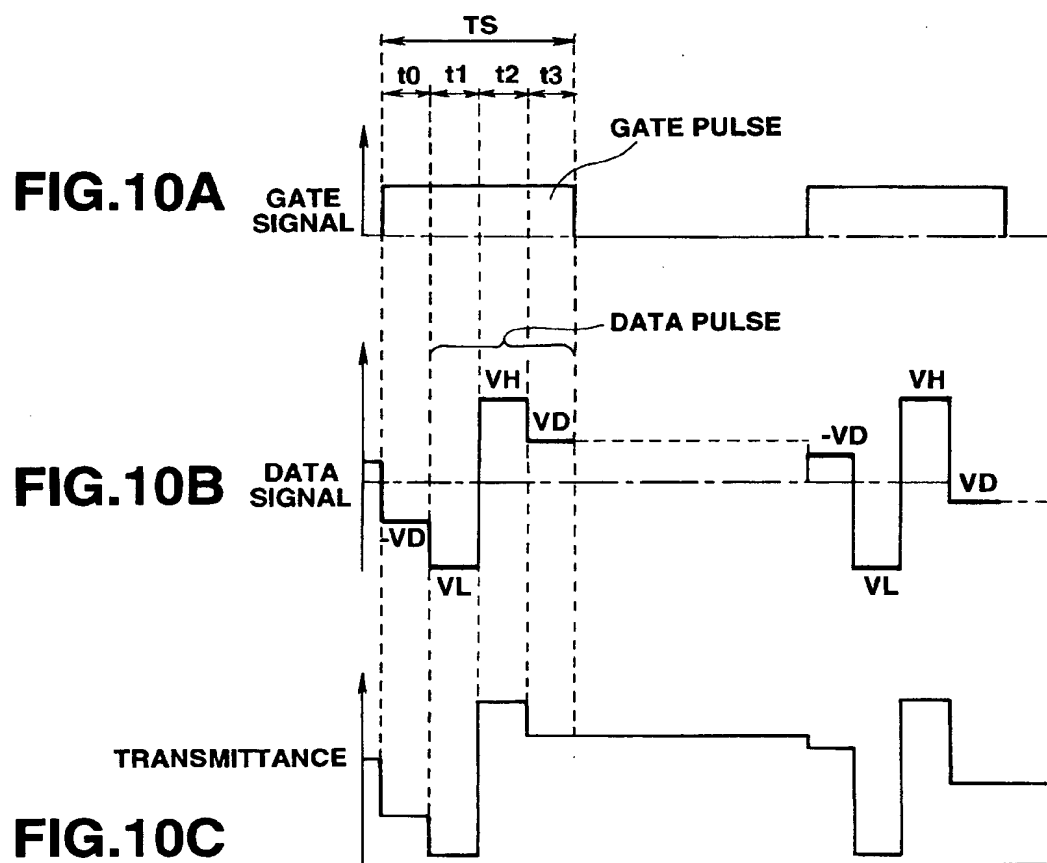 TS
t0 t1 t2 t3
GATE PULSE
FIG.10A
GATE
SIGNAL
DATA PULSE
VH VH
VD -VD
FIG.10B
DATA
SIGNAL
VD
-VD
VL VL
TRANSMITTANCE
FIG.10C